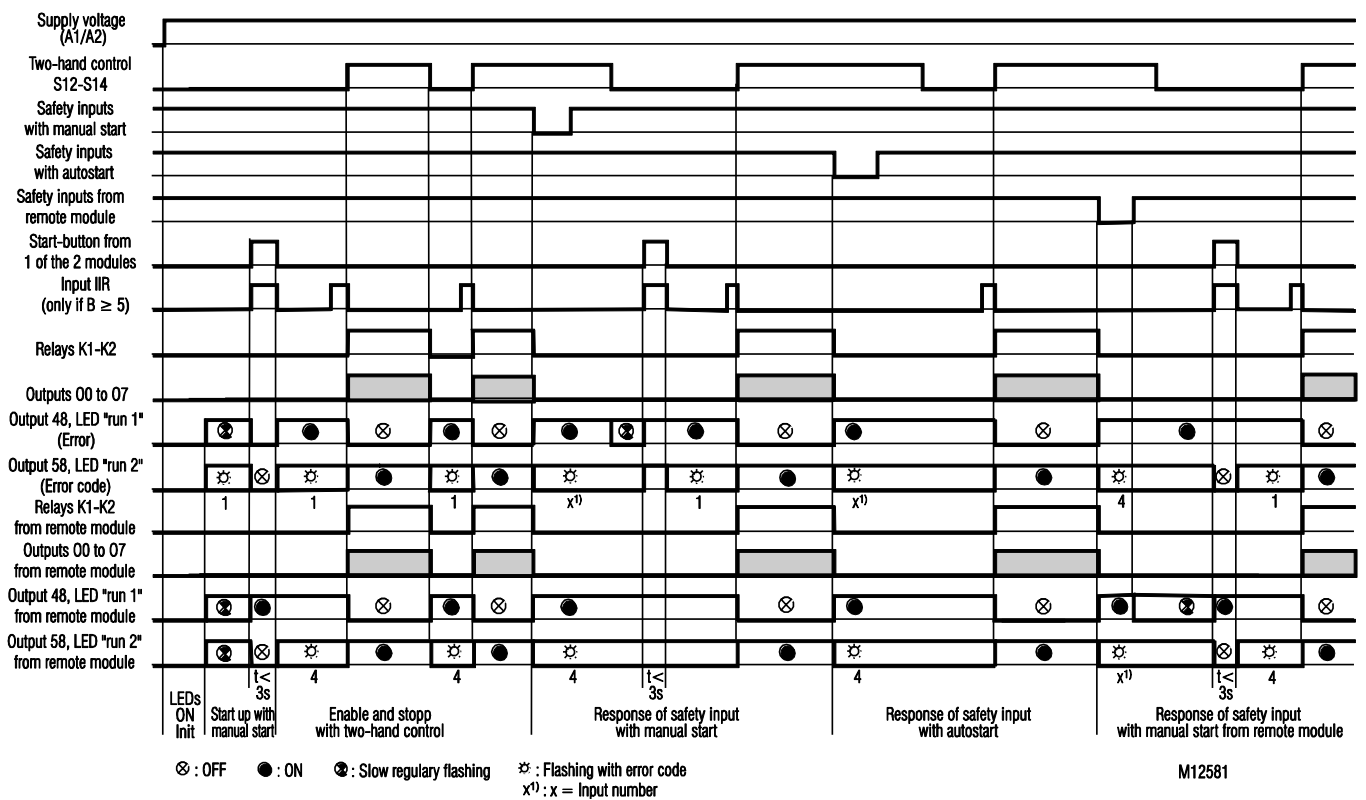 Supply voltage
(A1/A2)
Two-hand control
S12-S14
Safety inputs
with manual start
Safety inputs
with autostart
Safety inputs from
remote module
Start-button from
1 of the 2 modules
Input IIR
(only if B ≥ 5)
Relays K1-K2
Outputs O0 to O7
Output 48, LED "run 1"
(Error)
Output 58, LED "run 2"
(Error code)
1 1 1 x¹⁾ 1 x¹⁾ 4 1
Relays K1-K2
from remote module
Outputs O0 to O7
from remote module
Output 48, LED "run 1"
from remote module
Output 58, LED "run 2"
from remote module
t<
3s
4 4 4
t<
3s
4 x¹⁾
t<
3s
4
LEDs
ON
Init
Start up with
manual start
Enable and stopp
with two-hand control
Response of safety input
with manual start
Response of safety input
with autostart
Response of safety input
with manual start from remote module
: OFF : ON : Slow regulary flashing : Flashing with error code
x¹⁾ : x = Input number
M12581